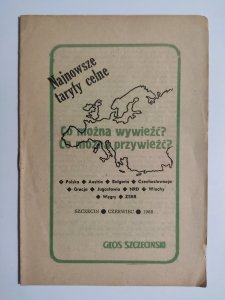 Najnowsze
taryfy celne
Co można wywieźć?
Co można przywieźć?
◆ Polska ◆ Austria ◆ Bułgaria ◆ Czechosłowacja
◆ Grecja ◆ Jugosławia ◆ NRD ◆ Włochy
◆ Węgry ◆ ZSRR
SZCZECIN ● CZERWIEC ● 1988
GŁOS SZCZECIŃSKI